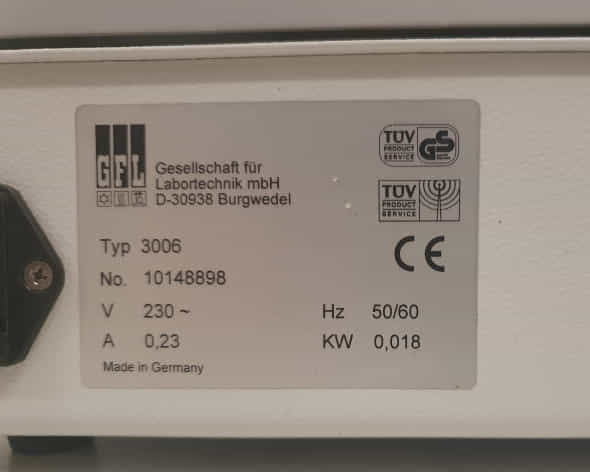 GFL
Gesellschaft für
Labortechnik mbH
D-30938 Burgwedel
TÜV
PRODUCT
SERVICE
GS
TÜV
PRODUCT
SERVICE
CE
Typ 3006
No. 10148898
V 230 ~ Hz 50/60
A 0,23 KW 0,018
Made in Germany